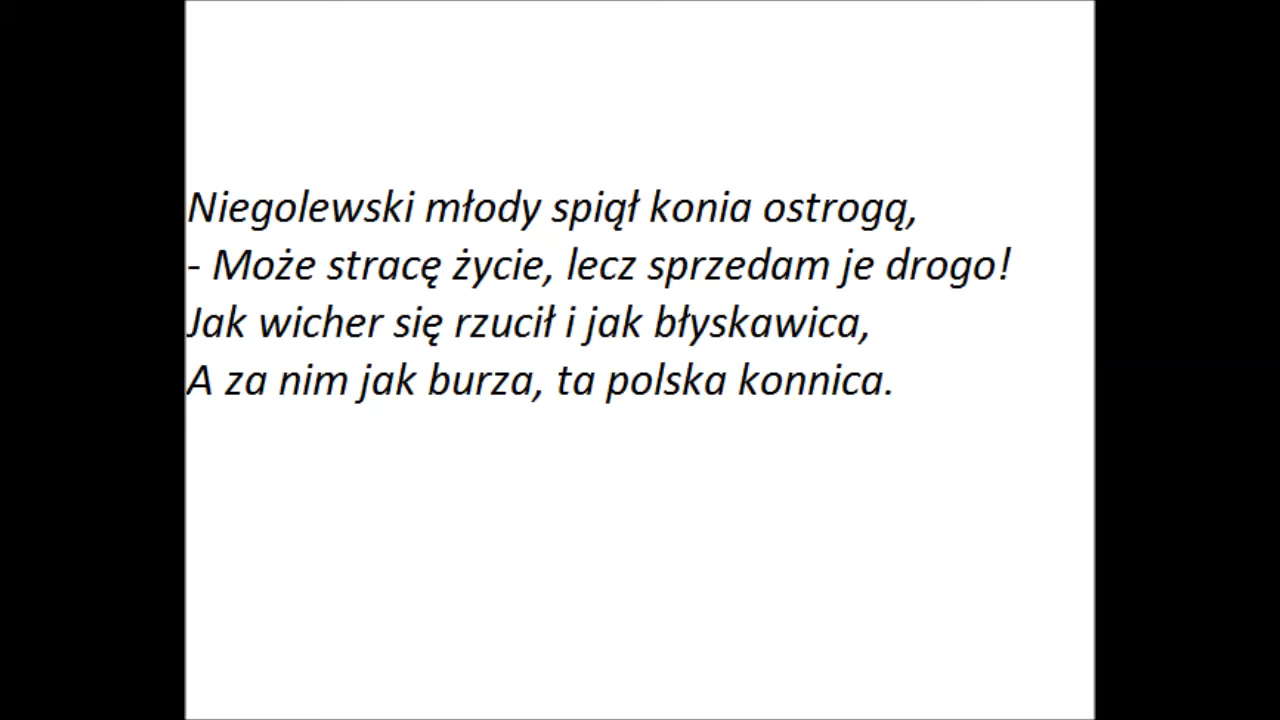 Niegolewski młody spiął konia ostrogą,
- Może stracę życie, lecz sprzedam je drogo!
Jak wicher się rzucił i jak błyskawica,
A za nim jak burza, ta polska konnica.